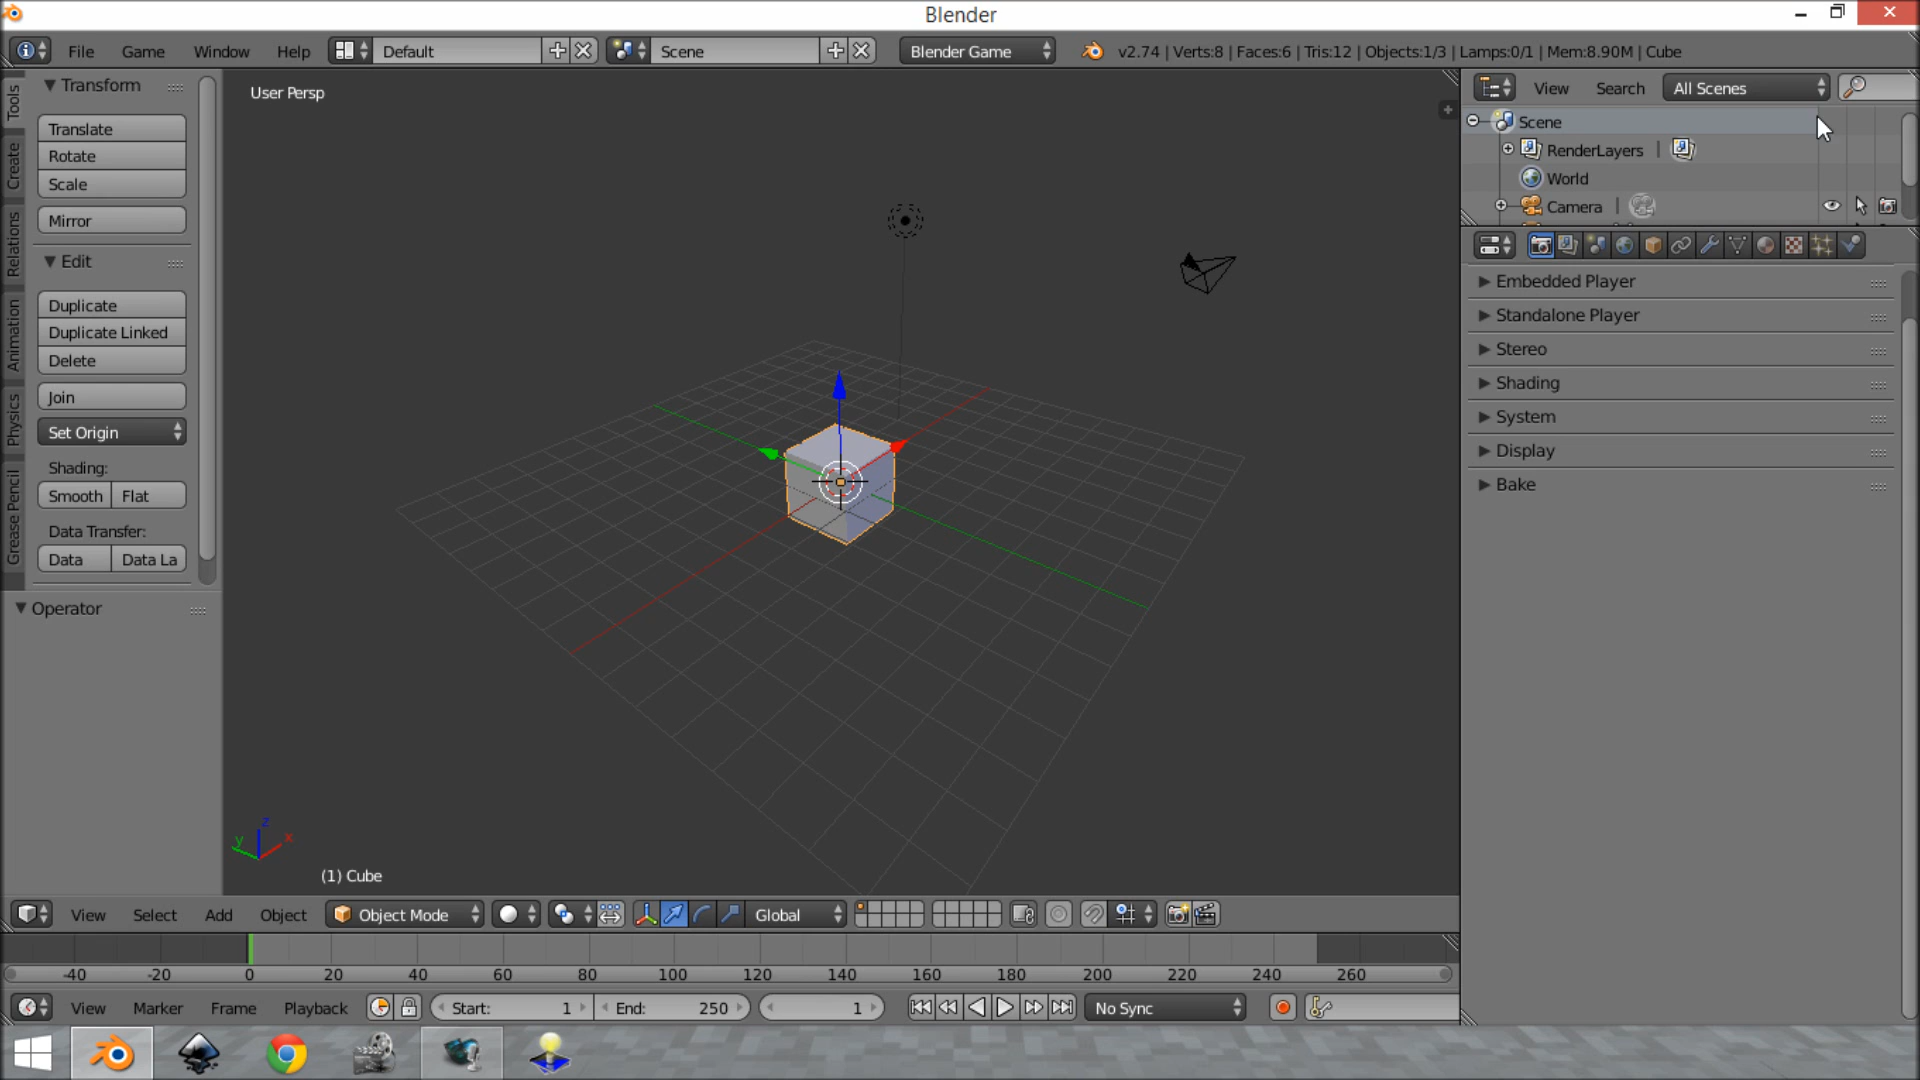 Blender
File Game Window Help Default Scene Blender Game v2.74 | Verts:8 | Faces:6 | Tris:12 | Objects:1/3 | Lamps:0/1 | Mem:8.90M | Cube
Tools
Create
Relations
Animation
Physics
Grease Pencil
Transform
Translate
Rotate
Scale
Mirror
Edit
Duplicate
Duplicate Linked
Delete
Join
Set Origin
Shading:
Smooth Flat
Data Transfer:
Data Data La
Operator
User Persp
z
y x
(1) Cube
View Search All Scenes
Scene
RenderLayers
World
Camera
Embedded Player
Standalone Player
Stereo
Shading
System
Display
Bake
View Select Add Object Object Mode Global
-40 -20 0 20 40 60 80 100 120 140 160 180 200 220 240 260
View Marker Frame Playback Start: 1 End: 250 1 No Sync